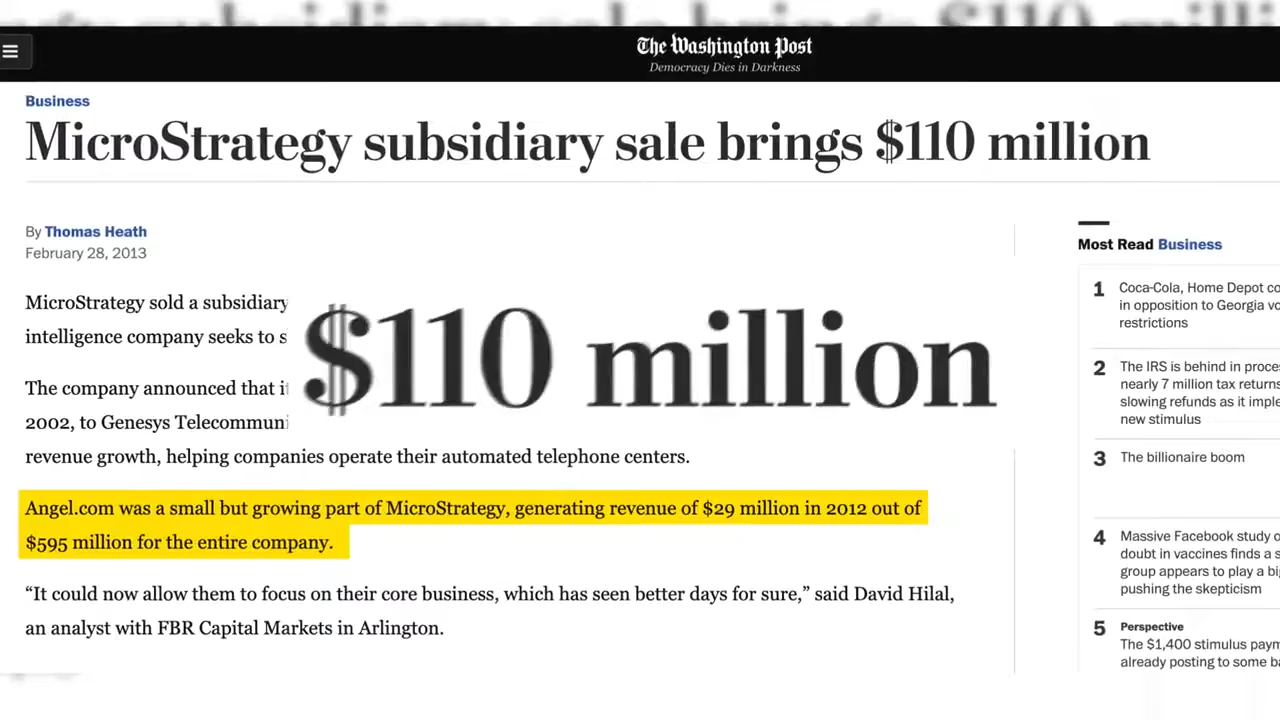 The Washington Post
Democracy Dies in Darkness
Business
MicroStrategy subsidiary sale brings $110 million
By Thomas Heath
February 28, 2013
MicroStrategy sold a subsidiary
intelligence company seeks to s
$110 million
The company announced that i
2002, to Genesys Telecommuni
revenue growth, helping companies operate their automated telephone centers.
Angel.com was a small but growing part of MicroStrategy, generating revenue of $29 million in 2012 out of
$595 million for the entire company.
“It could now allow them to focus on their core business, which has seen better days for sure,” said David Hilal,
an analyst with FBR Capital Markets in Arlington.
Most Read Business
1 Coca-Cola, Home Depot co
in opposition to Georgia vo
restrictions
2 The IRS is behind in proce
nearly 7 million tax returns
slowing refunds as it imple
new stimulus
3 The billionaire boom
4 Massive Facebook study o
doubt in vaccines finds a s
group appears to play a bi
pushing the skepticism
5 Perspective
The $1,400 stimulus paym
already posting to some ba